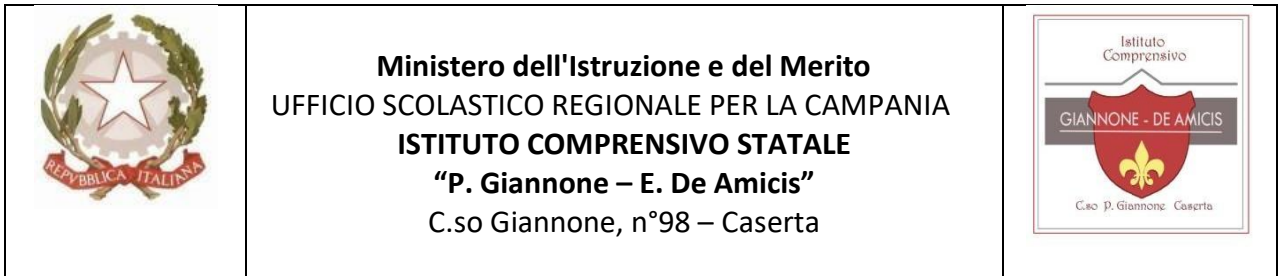 REPVBBLICA ITALIANA
Ministero dell'Istruzione e del Merito
UFFICIO SCOLASTICO REGIONALE PER LA CAMPANIA
ISTITUTO COMPRENSIVO STATALE
“P. Giannone – E. De Amicis”
C.so Giannone, n°98 – Caserta
Istituto
Comprensivo
GIANNONE - DE AMICIS
C.so P. Giannone Caserta